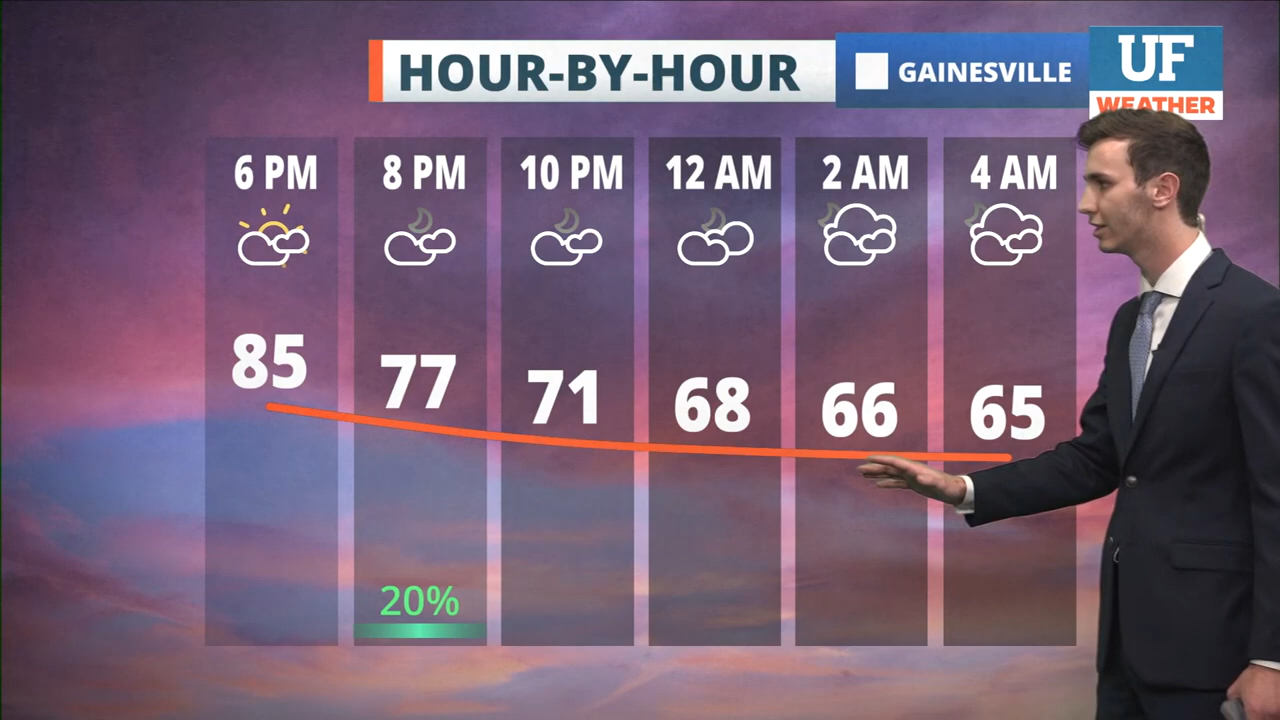 HOUR-BY-HOUR
GAINESVILLE
UF
WEATHER
6 PM 8 PM 10 PM 12 AM 2 AM 4 AM
85 77 71 68 66 65
20%